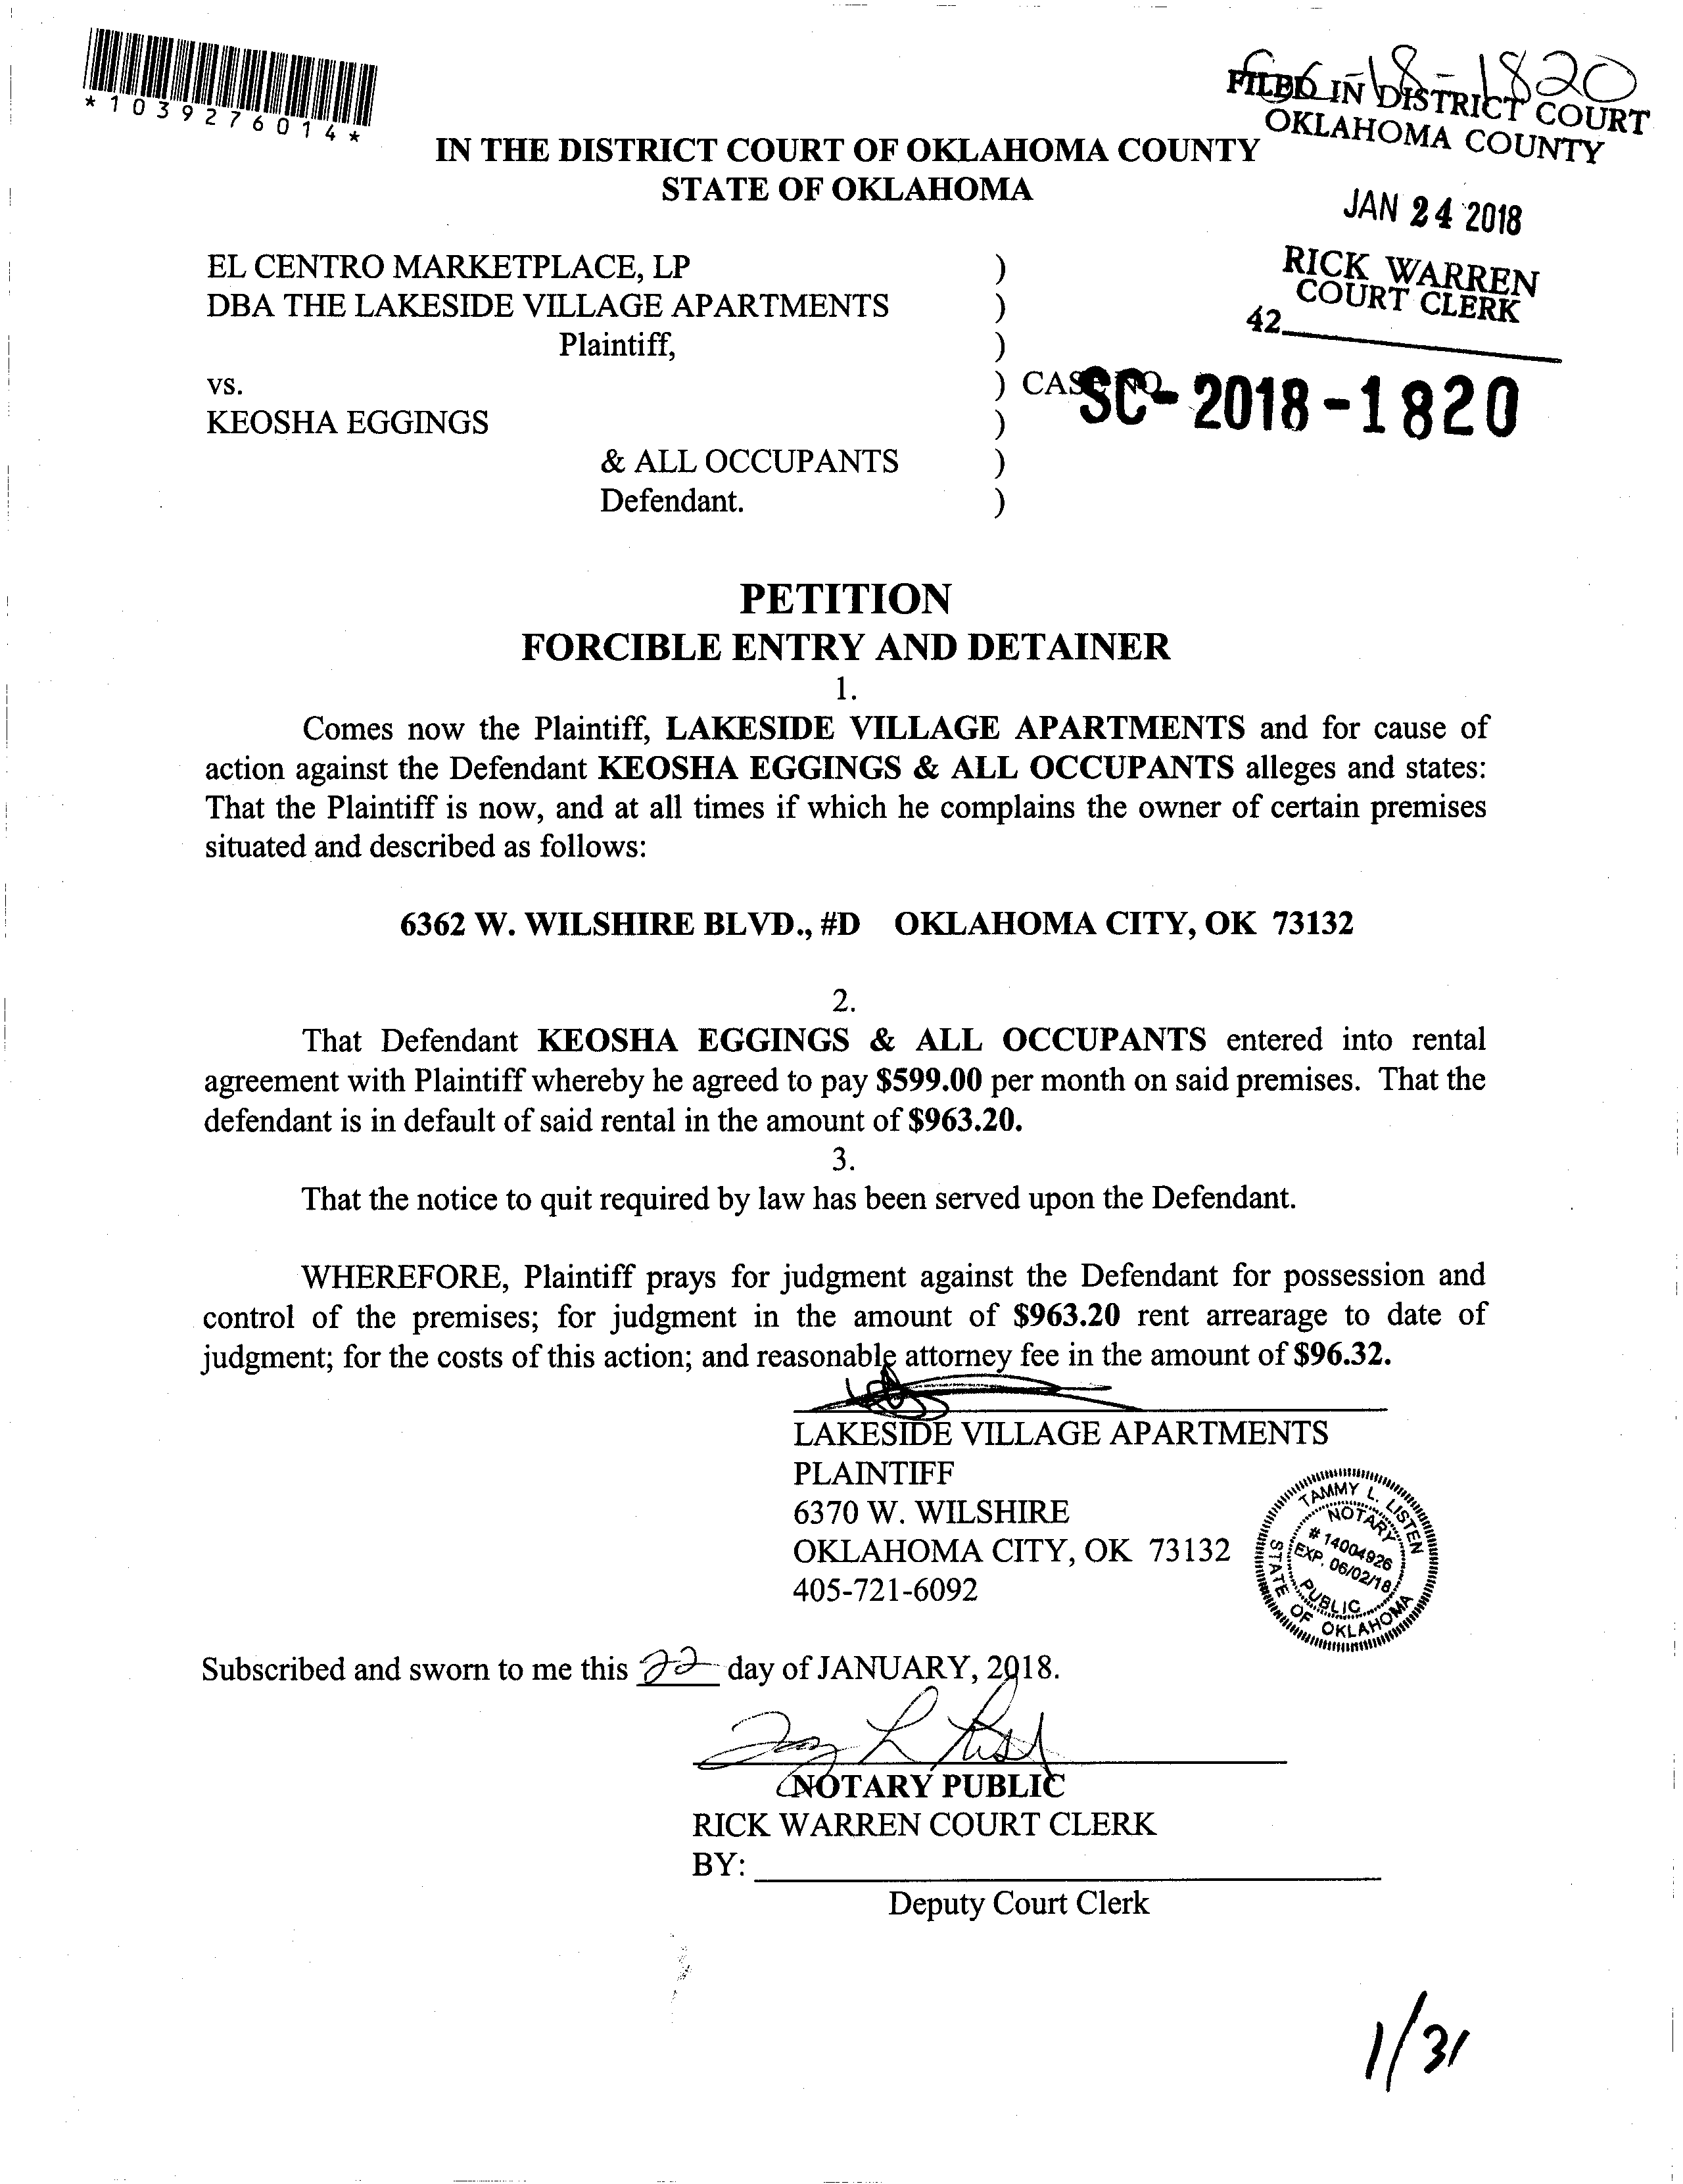 *1039276014*
18-1820
FILED IN DISTRICT COURT
OKLAHOMA COUNTY
IN THE DISTRICT COURT OF OKLAHOMA COUNTY
STATE OF OKLAHOMA
JAN 24 2018
RICK WARREN
COURT CLERK
42
EL CENTRO MARKETPLACE, LP )
DBA THE LAKESIDE VILLAGE APARTMENTS )
Plaintiff, )
vs. ) CASE NO. SC-2018-1820
KEOSHA EGGINGS )
& ALL OCCUPANTS )
Defendant. )
PETITION
FORCIBLE ENTRY AND DETAINER
1.
Comes now the Plaintiff, LAKESIDE VILLAGE APARTMENTS and for cause of
action against the Defendant KEOSHA EGGINGS & ALL OCCUPANTS alleges and states:
That the Plaintiff is now, and at all times if which he complains the owner of certain premises
situated and described as follows:
6362 W. WILSHIRE BLVD., #D OKLAHOMA CITY, OK 73132
2.
That Defendant KEOSHA EGGINGS & ALL OCCUPANTS entered into rental
agreement with Plaintiff whereby he agreed to pay $599.00 per month on said premises. That the
defendant is in default of said rental in the amount of $963.20.
3.
That the notice to quit required by law has been served upon the Defendant.
WHEREFORE, Plaintiff prays for judgment against the Defendant for possession and
control of the premises; for judgment in the amount of $963.20 rent arrearage to date of
judgment; for the costs of this action; and reasonable attorney fee in the amount of $96.32.
LAKESIDE VILLAGE APARTMENTS
PLAINTIFF
6370 W. WILSHIRE
OKLAHOMA CITY, OK 73132
405-721-6092
TAMMY L. LISTEN
NOTARY
# 14004926
EXP. 06/02/18
PUBLIC
STATE OF OKLAHOMA
Subscribed and sworn to me this 22 day of JANUARY, 2018.
NOTARY PUBLIC
RICK WARREN COURT CLERK
BY:
Deputy Court Clerk
1/31